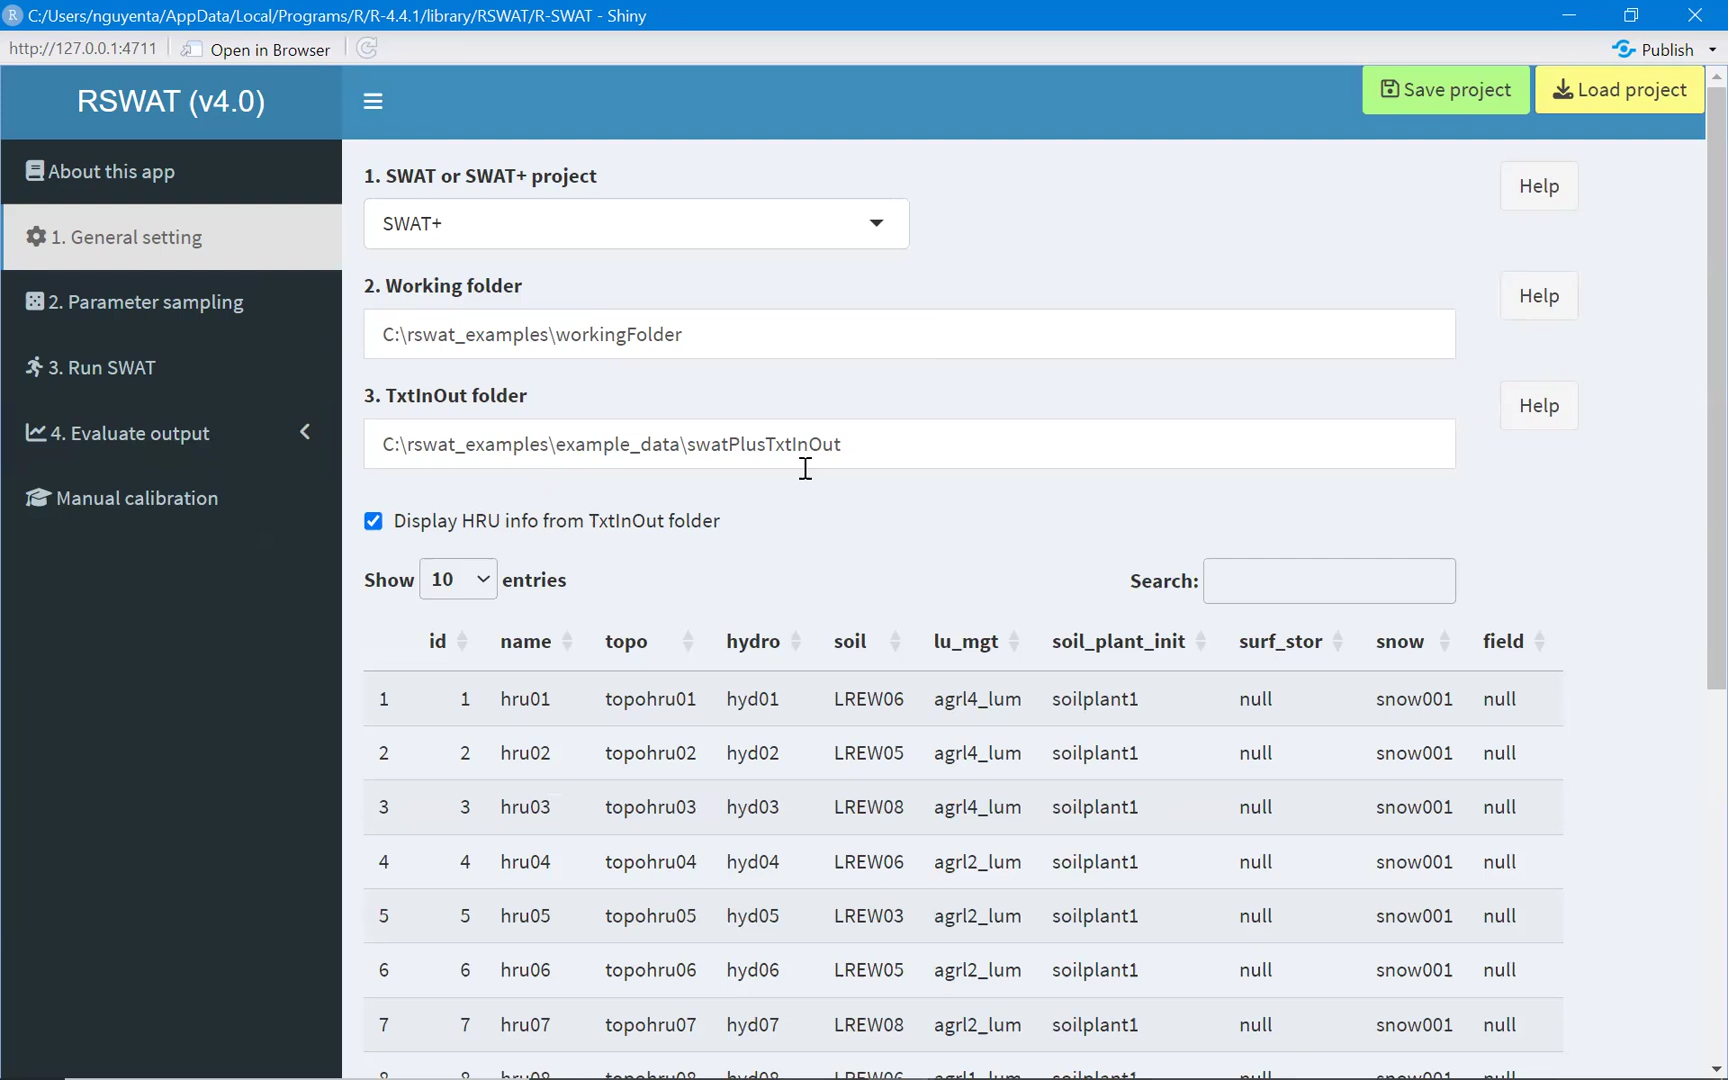 C:/Users/nguyenta/AppData/Local/Programs/R/R-4.4.1/library/RSWAT/R-SWAT - Shiny
http://127.0.0.1:4711 Open in Browser Publish
RSWAT (v4.0) Save project Load project
About this app
1. General setting
2. Parameter sampling
3. Run SWAT
4. Evaluate output
Manual calibration
1. SWAT or SWAT+ project Help
SWAT+
2. Working folder Help
C:\rswat_examples\workingFolder
3. TxtInOut folder Help
C:\rswat_examples\example_data\swatPlusTxtInOut
Display HRU info from TxtInOut folder
Show 10 entries Search:
id name topo hydro soil lu_mgt soil_plant_init surf_stor snow field
1 1 hru01 topohru01 hyd01 LREW06 agrl4_lum soilplant1 null snow001 null
2 2 hru02 topohru02 hyd02 LREW05 agrl4_lum soilplant1 null snow001 null
3 3 hru03 topohru03 hyd03 LREW08 agrl4_lum soilplant1 null snow001 null
4 4 hru04 topohru04 hyd04 LREW06 agrl2_lum soilplant1 null snow001 null
5 5 hru05 topohru05 hyd05 LREW03 agrl2_lum soilplant1 null snow001 null
6 6 hru06 topohru06 hyd06 LREW05 agrl2_lum soilplant1 null snow001 null
7 7 hru07 topohru07 hyd07 LREW08 agrl2_lum soilplant1 null snow001 null